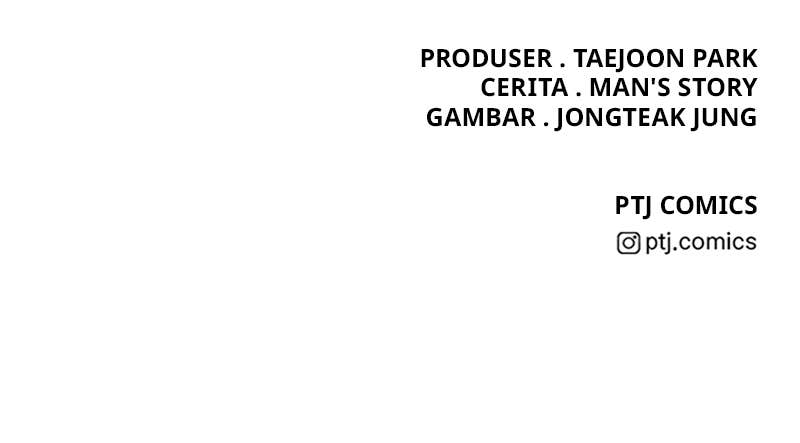 PRODUSER . TAEJOON PARK
CERITA . MAN'S STORY
GAMBAR . JONGTEAK JUNG
PTJ COMICS
ptj.comics